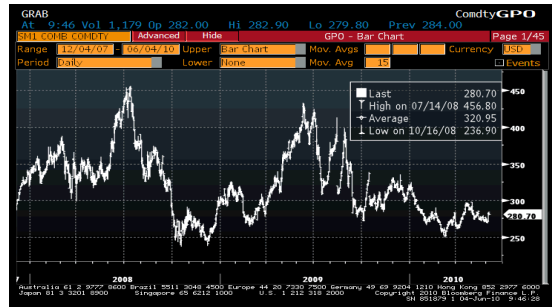 GRAB ComdtyGPO
At 9:46 Vol 1,179 Op 282.00 Hi 282.90 Lo 279.80 Prev 284.00
SM1 COMB COMDTY Advanced Hide GPO - Bar Chart Page 1/45
Range 12/04/07 - 06/04/10 Upper Bar Chart Mov. Avgs Currency USD
Period Daily Lower None Mov. Avg 15 Events
Last 280.70
High on 07/14/08 456.80
Average 320.95
Low on 10/16/08 236.90
450
400
350
300
280.70
250
7 2008 2009 2010
Australia 61 2 9777 8600 Brazil 5511 3048 4500 Europe 44 20 7330 7500 Germany 49 69 9204 1210 Hong Kong 852 2977 6000
Japan 81 3 3201 8900 Singapore 65 6212 1000 U.S. 1 212 318 2000 Copyright 2010 Bloomberg Finance L.P.
SN 851879 1 04-Jun-10 9:46:28